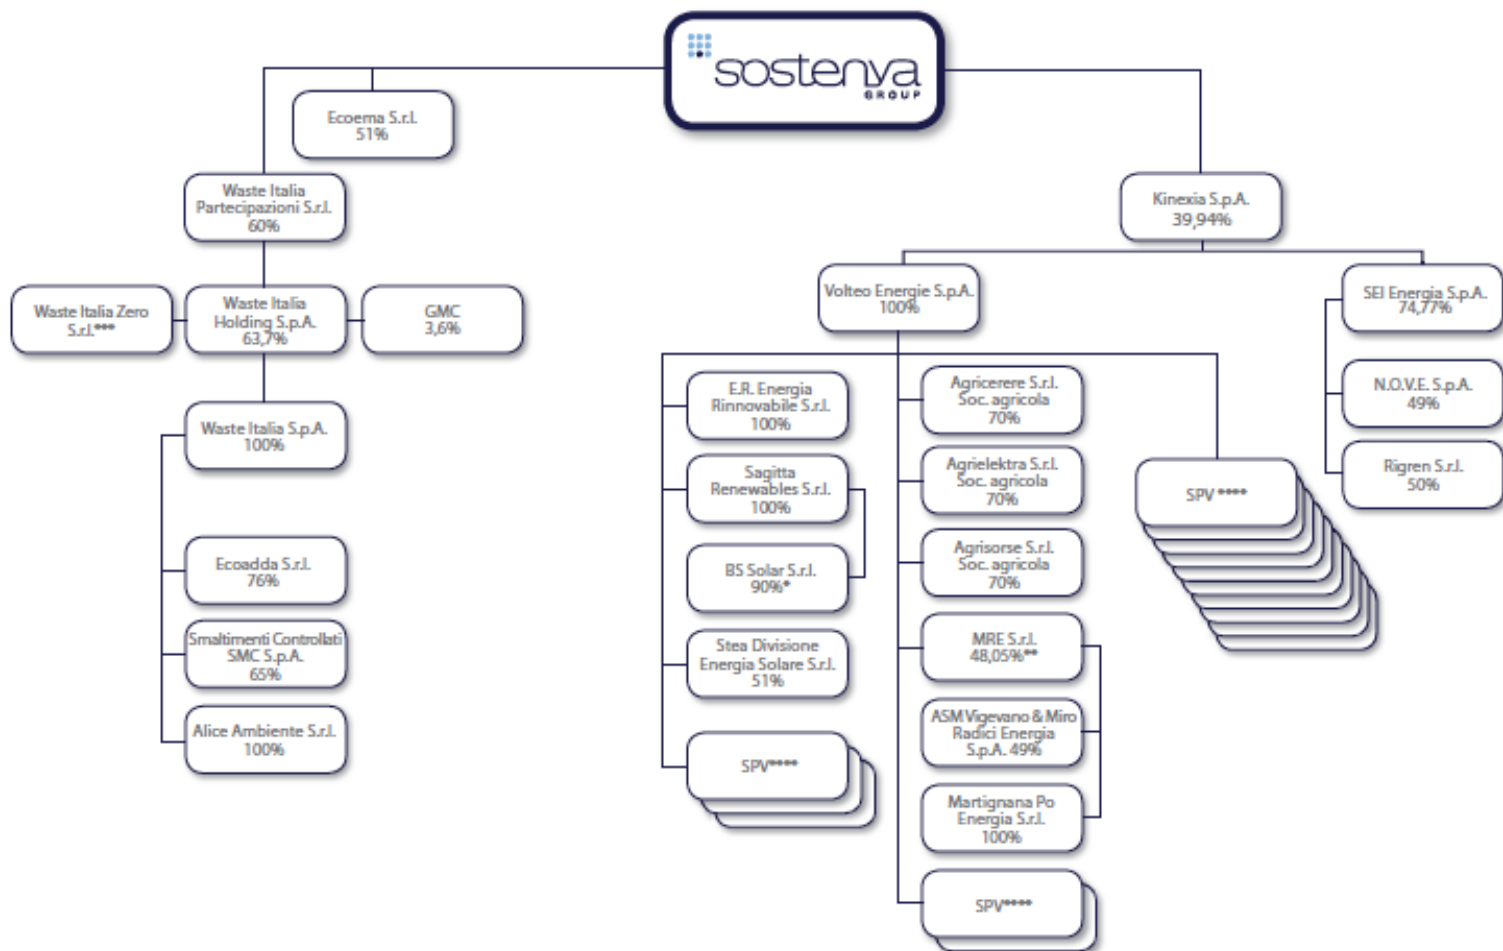 sostenya
GROUP
Ecoema S.r.l.
51%
Waste Italia
Partecipazioni S.r.l.
60%
Kinexia S.p.A.
39,94%
Waste Italia Zero
S.r.l.***
Waste Italia
Holding S.p.A.
63,7%
GMC
3,6%
Volteo Energie S.p.A.
100%
SEI Energia S.p.A.
74,77%
Waste Italia S.p.A.
100%
Ecoadda S.r.l.
76%
Smaltimenti Controllati
SMC S.p.A.
65%
Alice Ambiente S.r.l.
100%
E.R. Energia
Rinnovabile S.r.l.
100%
Sagitta
Renewables S.r.l.
100%
BS Solar S.r.l.
90%*
Stea Divisione
Energia Solare S.r.l.
51%
SPV****
Agricerere S.r.l.
Soc. agricola
70%
Agrielektra S.r.l.
Soc. agricola
70%
Agrisorse S.r.l.
Soc. agricola
70%
MRE S.r.l.
48,05%**
ASM Vigevano & Miro
Radici Energia
S.p.A. 49%
Martignana Po
Energia S.r.l.
100%
SPV****
SPV ****
N.O.V.E. S.p.A.
49%
Rigren S.r.l.
50%